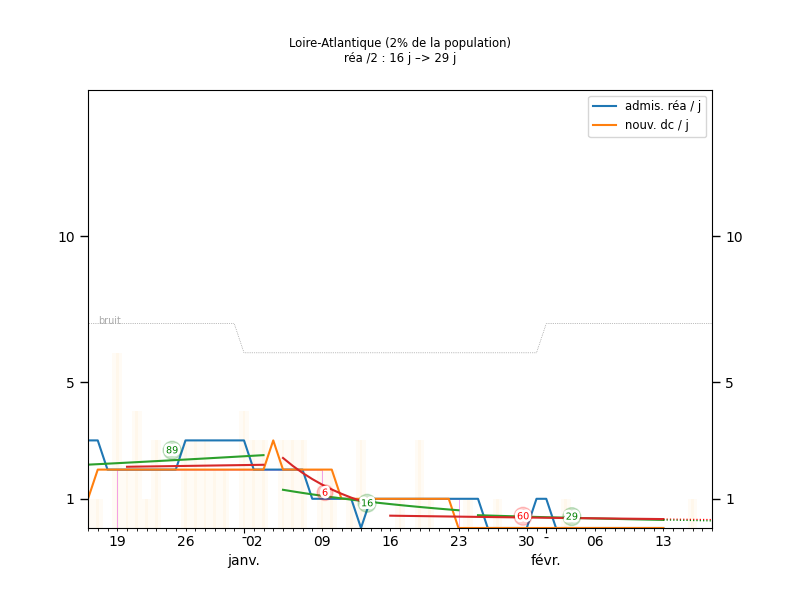 Loire-Atlantique (2% de la population)
réa /2 : 16 j –> 29 j
admis. réa / j
nouv. dc / j
10
10
bruit
5
5
89
6
16
60
29
1
1
19
26
02
09
16
23
30
06
13
janv.
févr.